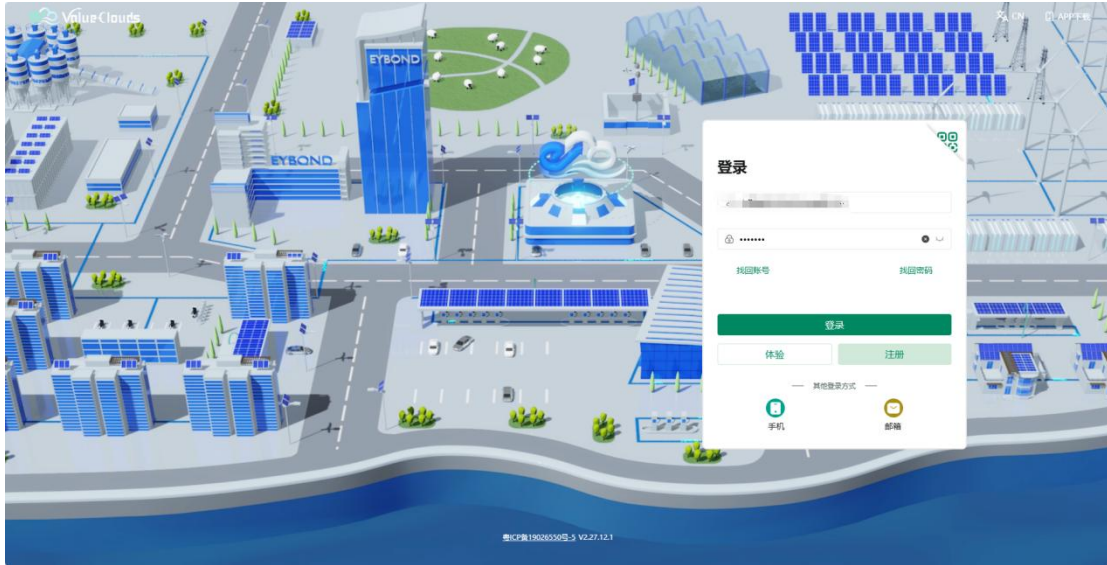 ValueClouds
CN
APP下载
EYBOND
EYBOND
登录
•••••••
找回账号
找回密码
登录
体验
注册
其他登录方式
手机
邮箱
粤ICP备19026550号-5 V2.27.12.1